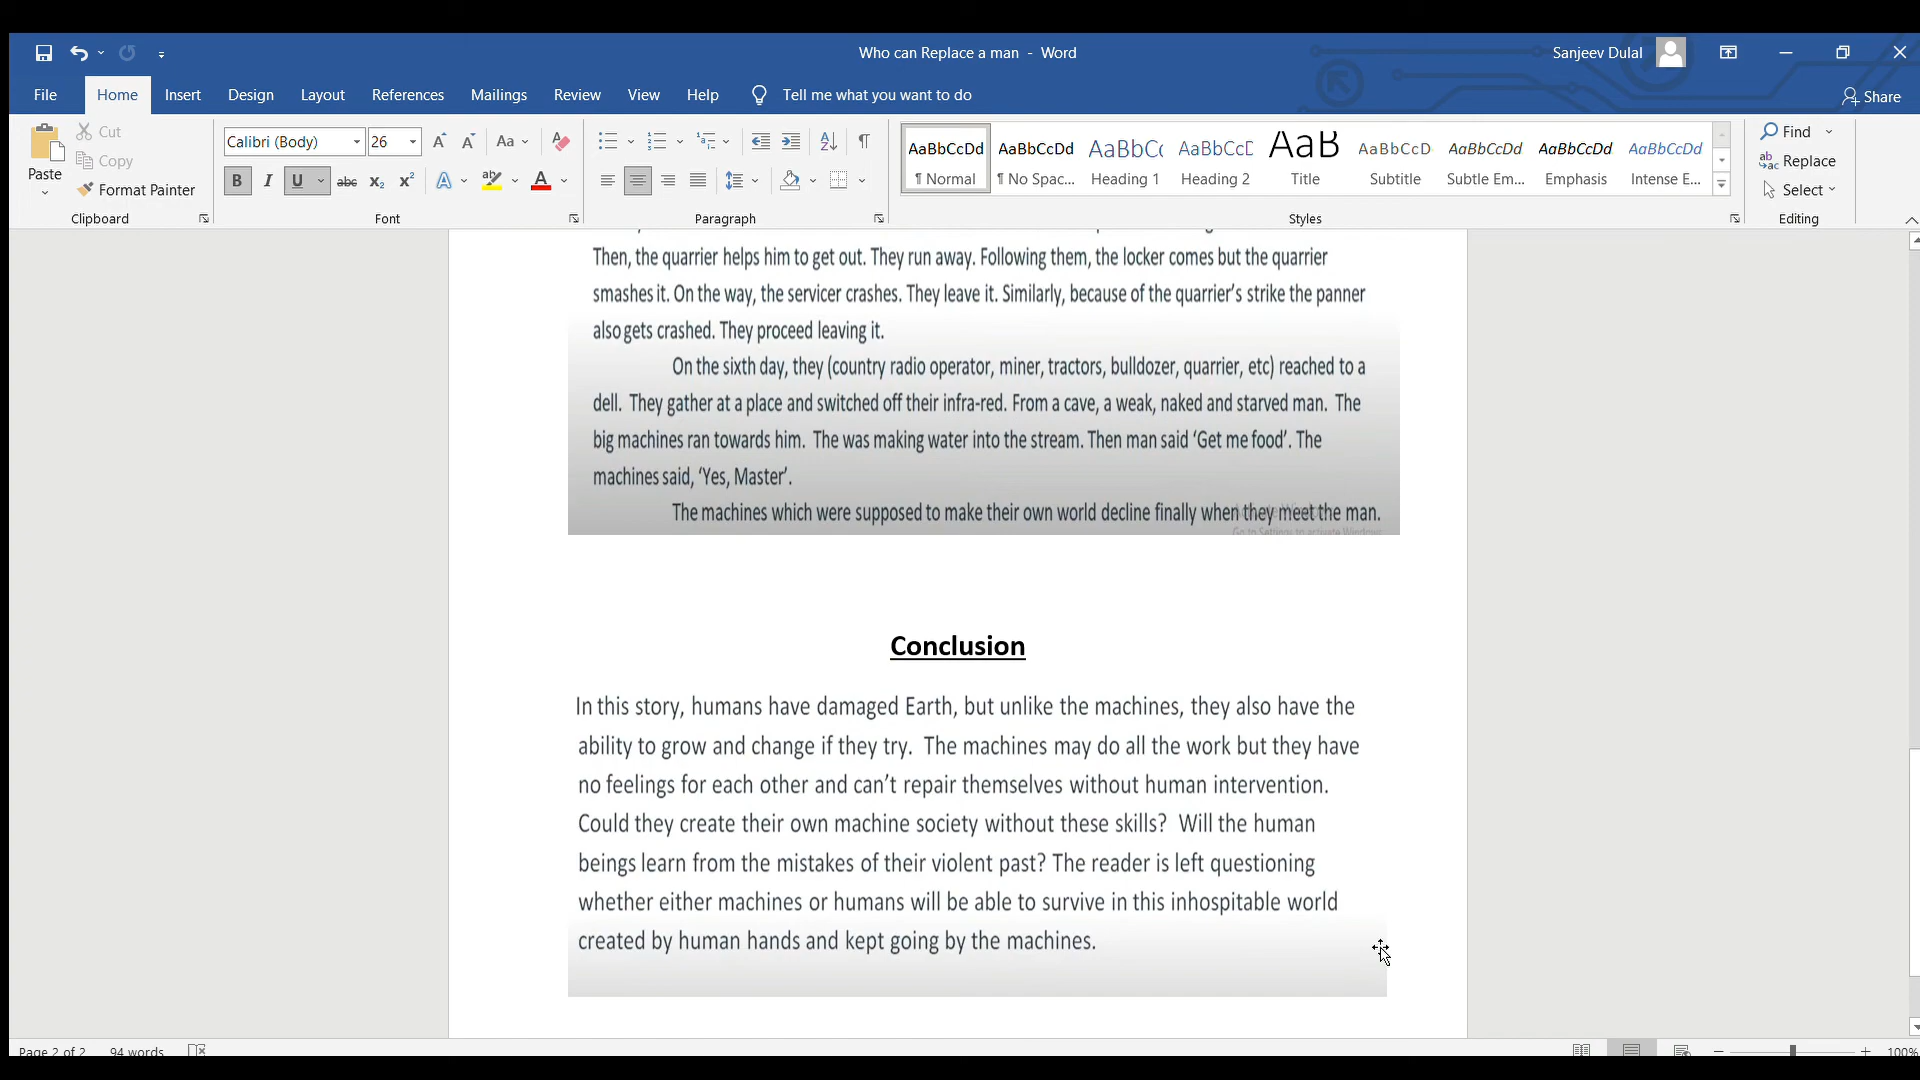 Who can Replace a man - Word
Sanjeev Dulal
File Home Insert Design Layout References Mailings Review View Help Tell me what you want to do
Share
Paste
Cut
Copy
Format Painter
Clipboard
Calibri (Body) 26
Font
Paragraph
AaBbCcDd AaBbCcDd AaBbCc AaBbCcD AaB AaBbCcD AaBbCcDd AaBbCcDd AaBbCcDd
¶ Normal ¶ No Spac... Heading 1 Heading 2 Title Subtitle Subtle Em... Emphasis Intense E...
Styles
Find
Replace
Select
Editing
Then, the quarrier helps him to get out. They run away. Following them, the locker comes but the quarrier
smashes it. On the way, the servicer crashes. They leave it. Similarly, because of the quarrier’s strike the panner
also gets crashed. They proceed leaving it.
On the sixth day, they (country radio operator, miner, tractors, bulldozer, quarrier, etc) reached to a
dell. They gather at a place and switched off their infra-red. From a cave, a weak, naked and starved man. The
big machines ran towards him. The was making water into the stream. Then man said ‘Get me food’. The
machines said, ‘Yes, Master’.
The machines which were supposed to make their own world decline finally when they meet the man.
Go to Settings to activate Windows.
Conclusion
In this story, humans have damaged Earth, but unlike the machines, they also have the
ability to grow and change if they try. The machines may do all the work but they have
no feelings for each other and can’t repair themselves without human intervention.
Could they create their own machine society without these skills? Will the human
beings learn from the mistakes of their violent past? The reader is left questioning
whether either machines or humans will be able to survive in this inhospitable world
created by human hands and kept going by the machines.
Page 2 of 2 94 words
100%